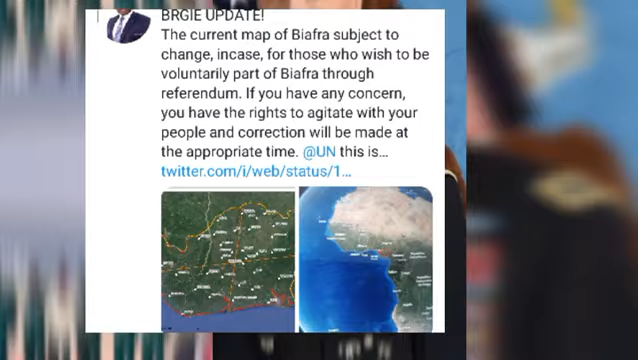 BRGIE UPDATE!
The current map of Biafra subject to
change, incase, for those who wish to be
voluntarily part of Biafra through
referendum. If you have any concern,
you have the rights to agitate with your
people and correction will be made at
the appropriate time. @UN this is...
twitter.com/i/web/status/1...